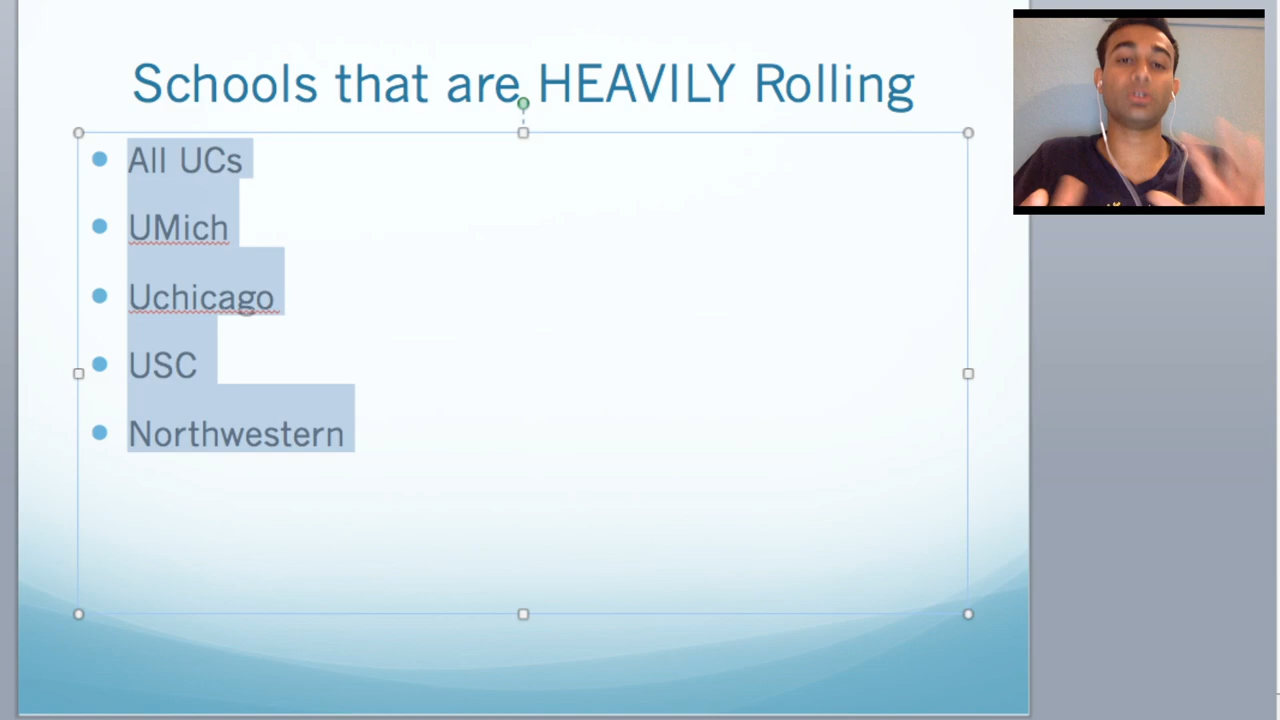 Schools that are HEAVILY Rolling
All UCs
UMich
Uchicago
USC
Northwestern